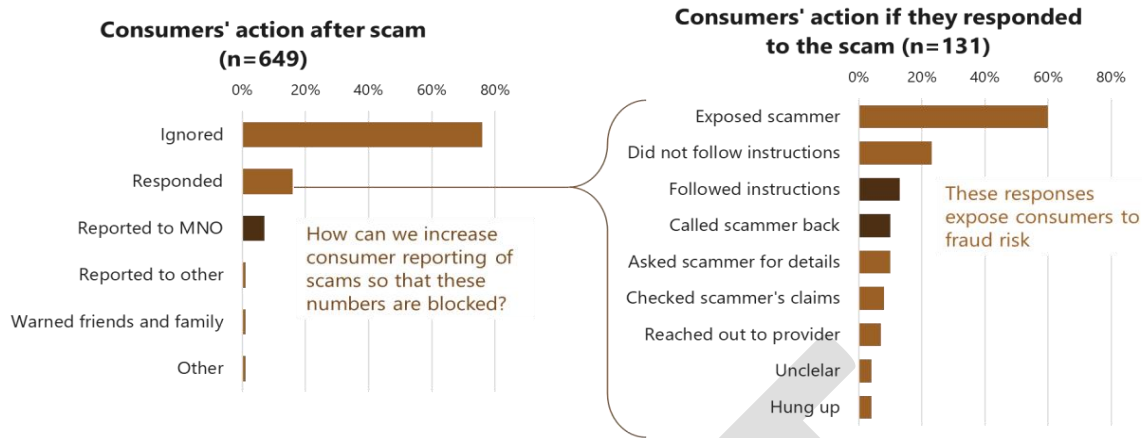 Consumers' action after scam
(n=649)
0% 20% 40% 60% 80%
Ignored
Responded
Reported to MNO
Reported to other
Warned friends and family
Other
How can we increase
consumer reporting of
scams so that these
numbers are blocked?
Consumers' action if they responded
to the scam (n=131)
0% 20% 40% 60% 80%
Exposed scammer
Did not follow instructions
Followed instructions
Called scammer back
Asked scammer for details
Checked scammer's claims
Reached out to provider
Unclelar
Hung up
These responses
expose consumers to
fraud risk